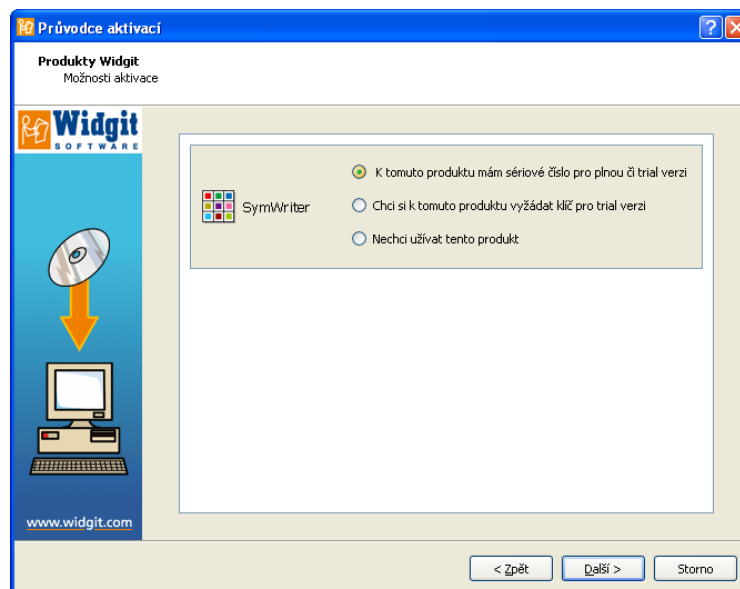 Průvodce aktivací
Produkty Widgit
Možnosti aktivace
Widgit
SOFTWARE
K tomuto produktu mám sériové číslo pro plnou či trial verzi
SymWriter
Chci si k tomuto produktu vyžádat klíč pro trial verzi
Nechci užívat tento produkt
www.widgit.com
< Zpět
Další >
Storno